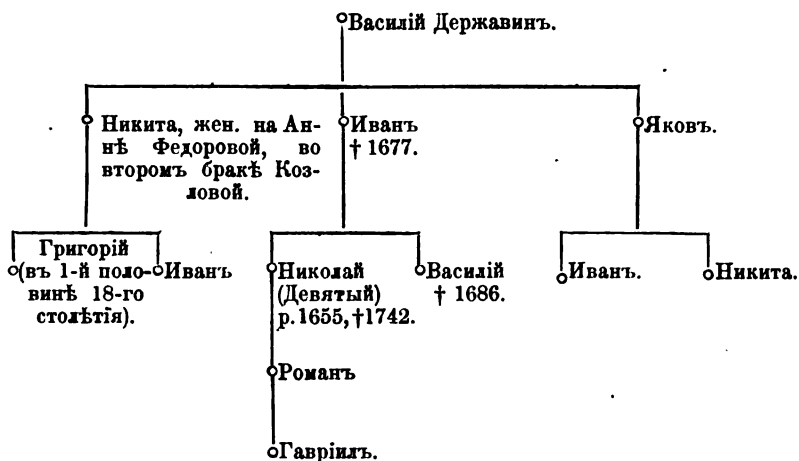 Василій Державинъ.
Никита, жен. на Ан-
нѣ Федоровой, во
второмъ бракѣ Коз-
ловой.
Иванъ
† 1677.
Яковъ.
Григорій
(въ 1-й поло-
винѣ 18-го
столѣтія).
Иванъ
Николай
(Девятый)
р. 1655, †1742.
Василій
† 1686.
Иванъ.
Никита.
Романъ
Гавріилъ.